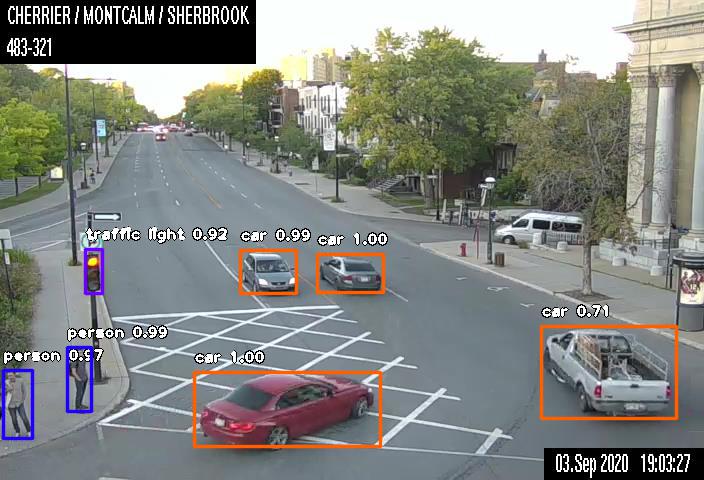 CHERRIER / MONTCALM / SHERBROOK
483-321
traffic light 0.92
car 0.99
car 1.00
car 0.71
person 0.99
person 0.97
car 1.00
03.Sep 2020 19:03:27